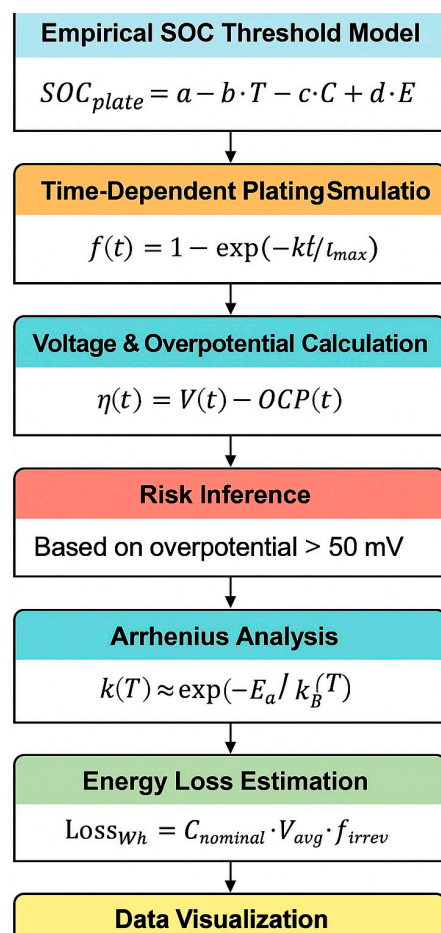 Empirical SOC Threshold Model
SOC_plate = a − b · T − c · C + d · E
Time-Dependent PlatingSmulatio
f(t) = 1 − exp(−kt/ι_max)
Voltage & Overpotential Calculation
η(t) = V(t) − OCP(t)
Risk Inference
Based on overpotential > 50 mV
Arrhenius Analysis
k(T) ≈ exp(−E_a / k_B(T)
Energy Loss Estimation
Loss_Wh = C_nominal · V_avg · f_irrev
Data Visualization